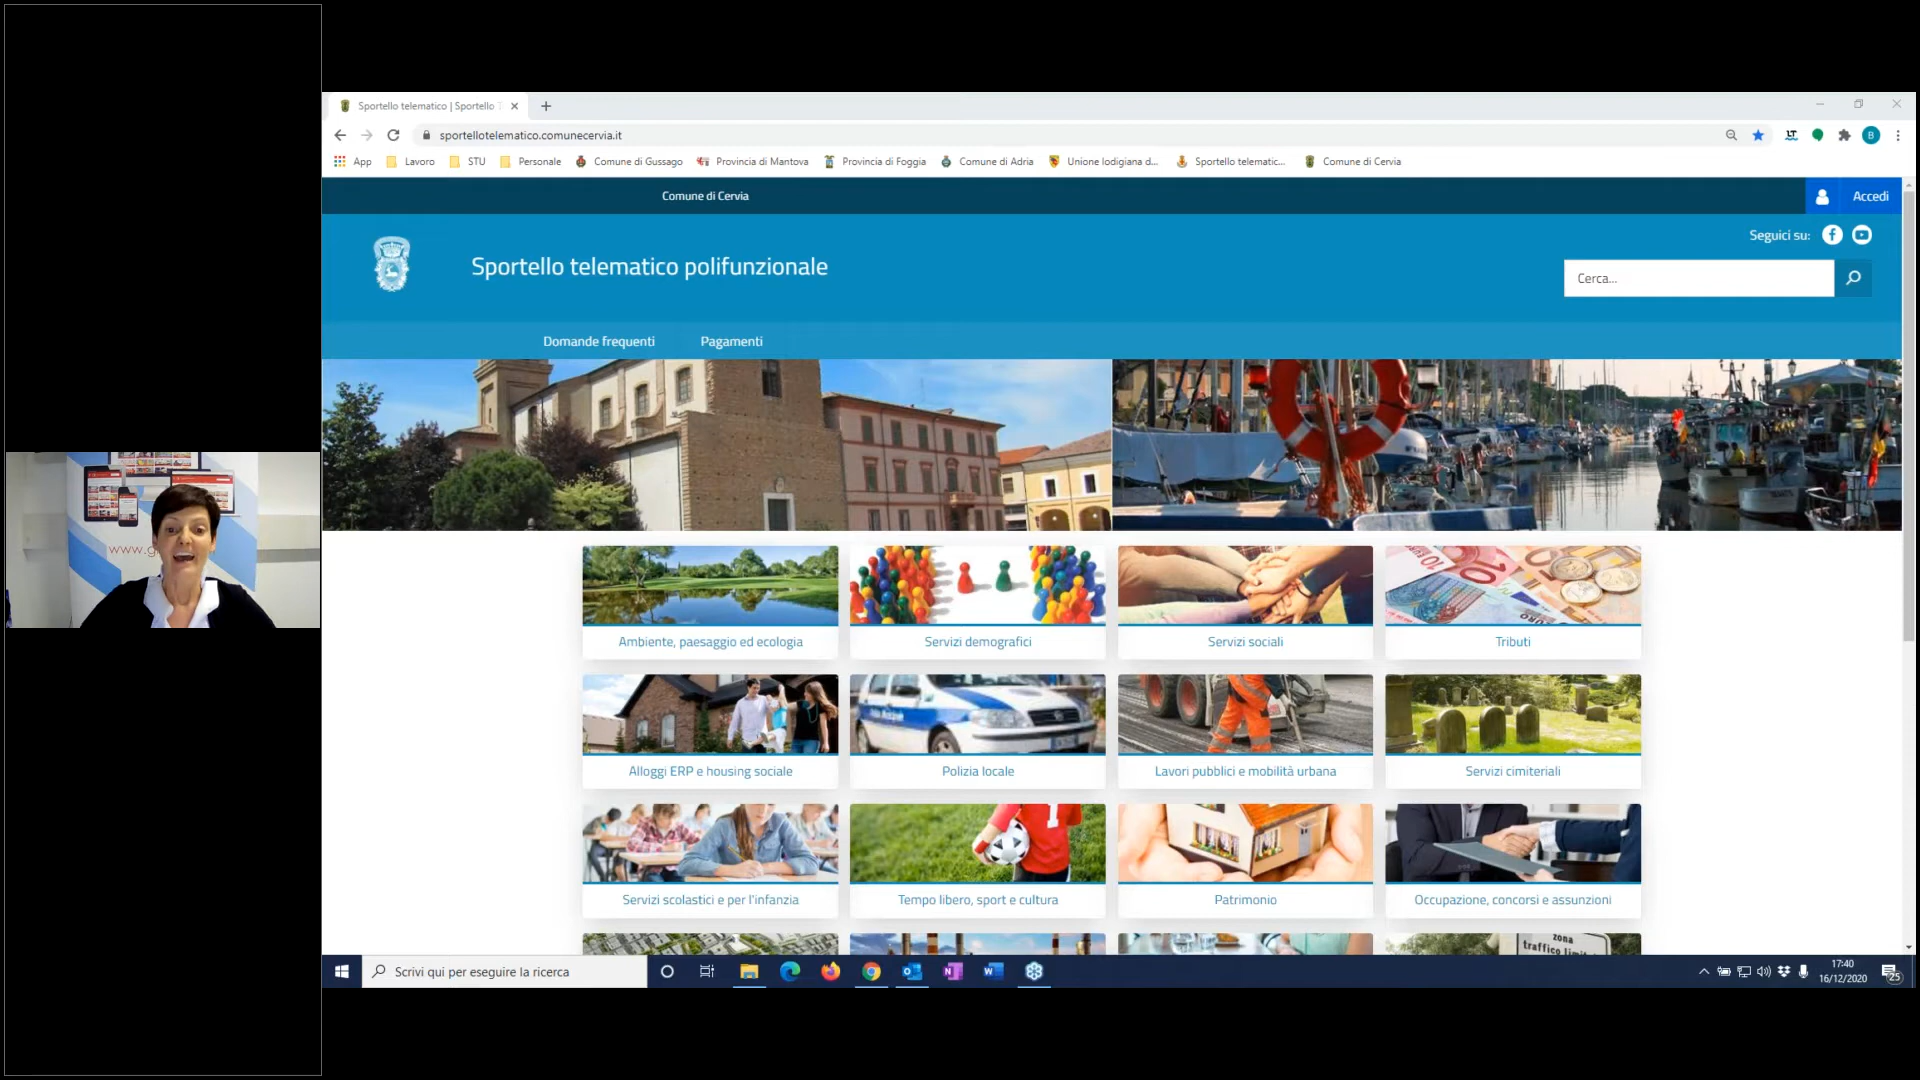 Sportello telematico | Sportello T
sportellotelematico.comunecervia.it
App
Lavoro
STU
Personale
Comune di Gussago
Provincia di Mantova
Provincia di Foggia
Comune di Adria
Unione lodigiana d...
Sportello telematic...
Comune di Cervia
LT
B
Comune di Cervia
Accedi
Seguici su:
Sportello telematico polifunzionale
Cerca...
Domande frequenti
Pagamenti
www.g
Ambiente, paesaggio ed ecologia
Servizi demografici
Servizi sociali
Tributi
Alloggi ERP e housing sociale
Polizia locale
Lavori pubblici e mobilità urbana
Servizi cimiteriali
Servizi scolastici e per l'infanzia
Tempo libero, sport e cultura
Patrimonio
Occupazione, concorsi e assunzioni
zona
traffico limit
Scrivi qui per eseguire la ricerca
17:40
16/12/2020
25